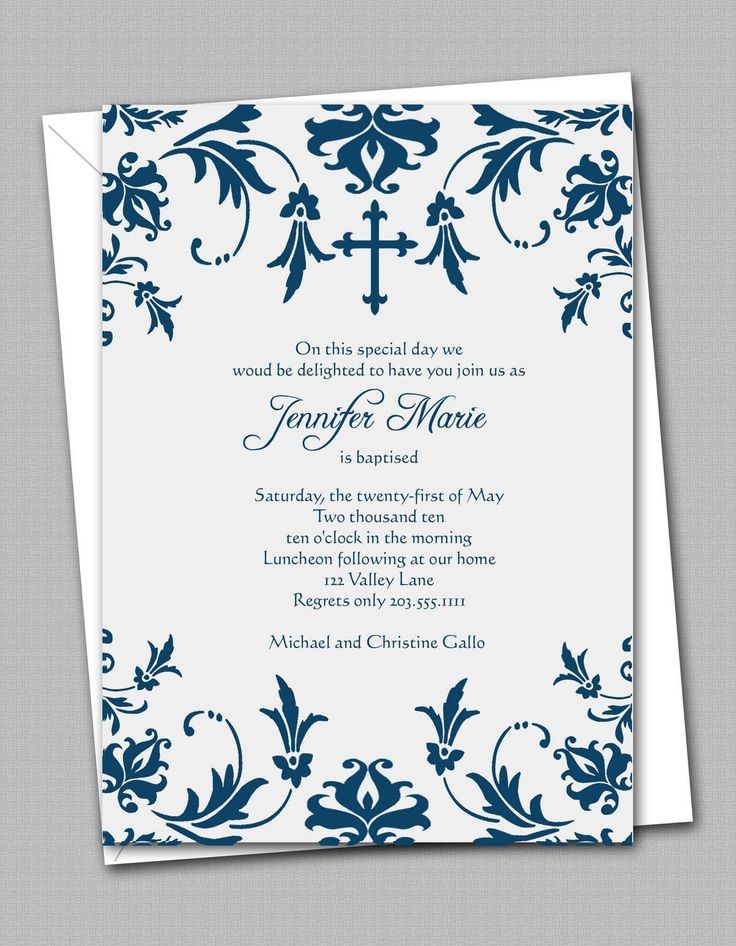 On this special day we
woud be delighted to have you join us as
Jennifer Marie
is baptised
Saturday, the twenty-first of May
Two thousand ten
ten o'clock in the morning
Luncheon following at our home
122 Valley Lane
Regrets only 203.555.1111
Michael and Christine Gallo